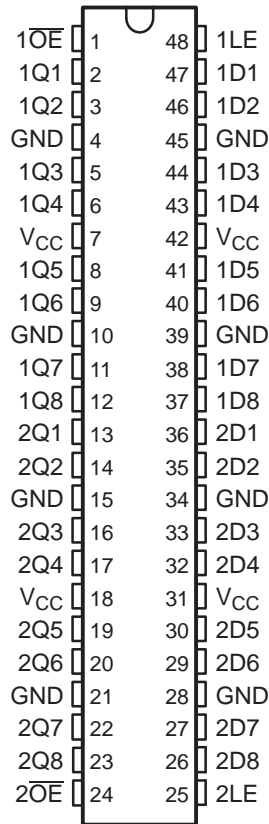 1O̅E̅ 1 48 1LE
1Q1 2 47 1D1
1Q2 3 46 1D2
GND 4 45 GND
1Q3 5 44 1D3
1Q4 6 43 1D4
VCC 7 42 VCC
1Q5 8 41 1D5
1Q6 9 40 1D6
GND 10 39 GND
1Q7 11 38 1D7
1Q8 12 37 1D8
2Q1 13 36 2D1
2Q2 14 35 2D2
GND 15 34 GND
2Q3 16 33 2D3
2Q4 17 32 2D4
VCC 18 31 VCC
2Q5 19 30 2D5
2Q6 20 29 2D6
GND 21 28 GND
2Q7 22 27 2D7
2Q8 23 26 2D8
2O̅E̅ 24 25 2LE